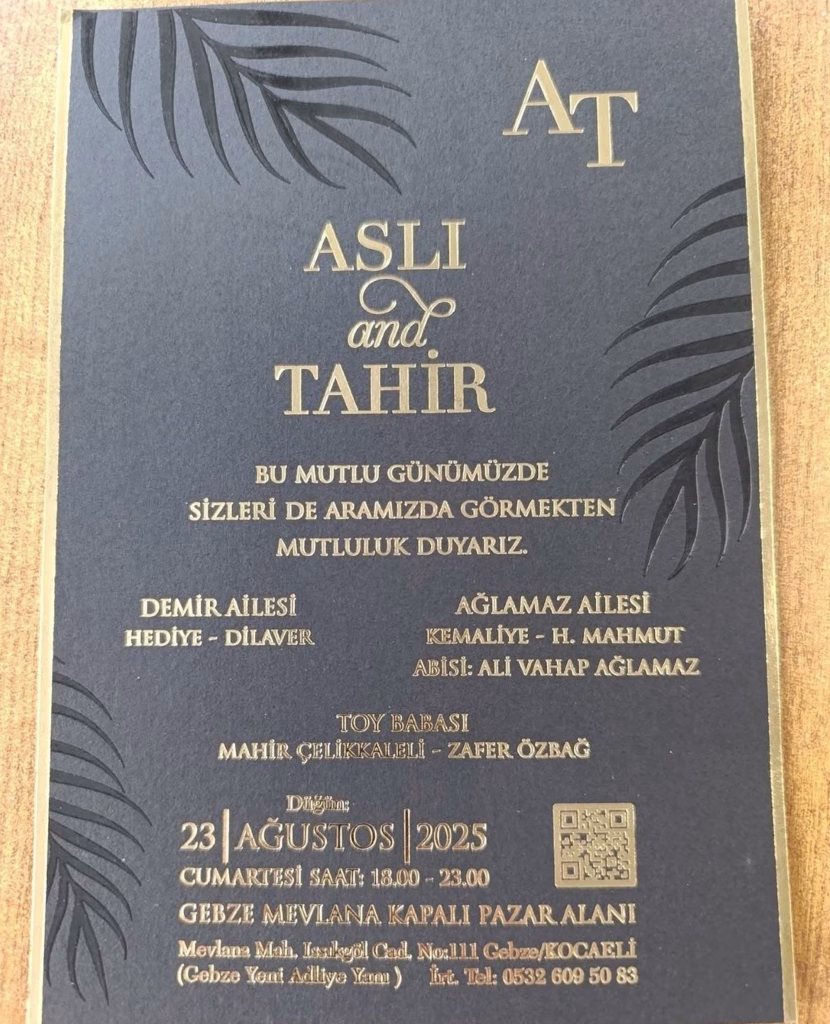 AT
ASLI
and
TAHİR
BU MUTLU GÜNÜMÜZDE
SİZLERİ DE ARAMIZDA GÖRMEKTEN
MUTLULUK DUYARIZ.
DEMİR AİLESİ
HEDİYE - DİLAVER
AĞLAMAZ AİLESİ
KEMALİYE - H. MAHMUT
ABİSİ: ALİ VAHAP AĞLAMAZ
TOY BABASI
MAHİR ÇELİKKALELİ - ZAFER ÖZBAĞ
Düğün:
23 | AĞUSTOS | 2025
CUMARTESİ SAAT: 18.00 - 23.00
GEBZE MEVLANA KAPALI PAZAR ALANI
Mevlana Mah. Issıkgöl Cad. No:111 Gebze/KOCAELİ
(Gebze Yeni Adliye Yanı ) İrt. Tel: 0532 609 50 83